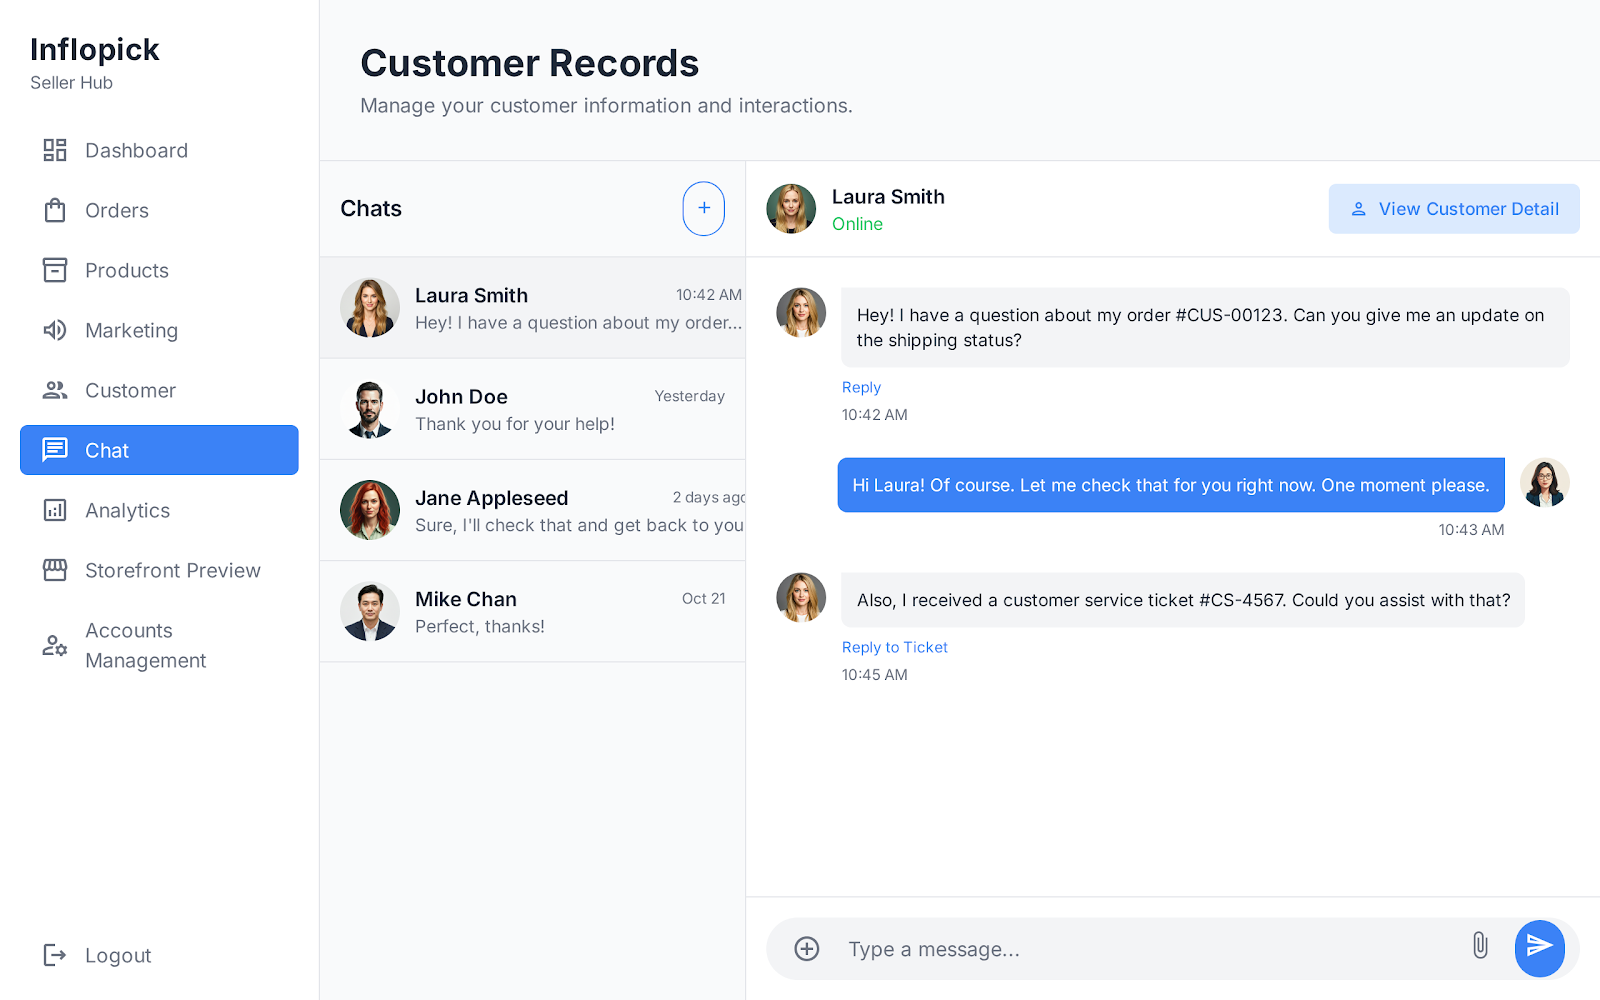 Inflopick
Seller Hub
Dashboard
Orders
Products
Marketing
Customer
Chat
Analytics
Storefront Preview
Accounts
Management
Logout
Customer Records
Manage your customer information and interactions.
Chats
+
Laura Smith
10:42 AM
Hey! I have a question about my order...
John Doe
Yesterday
Thank you for your help!
Jane Appleseed
2 days ago
Sure, I'll check that and get back to you
Mike Chan
Oct 21
Perfect, thanks!
Laura Smith
Online
View Customer Detail
Hey! I have a question about my order #CUS-00123. Can you give me an update on
the shipping status?
Reply
10:42 AM
Hi Laura! Of course. Let me check that for you right now. One moment please.
10:43 AM
Also, I received a customer service ticket #CS-4567. Could you assist with that?
Reply to Ticket
10:45 AM
Type a message...